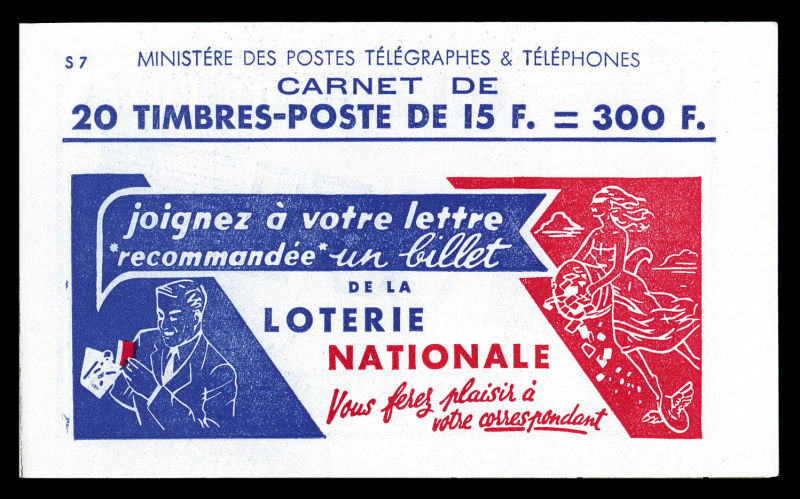 S 7
MINISTÉRE DES POSTES TÉLÉGRAPHES & TÉLÉPHONES
CARNET DE
20 TIMBRES-POSTE DE 15 F. = 300 F.
joignez à votre lettre
"recommandée" un billet
DE LA
LOTERIE
NATIONALE
Vous ferez plaisir à
votre correspondant